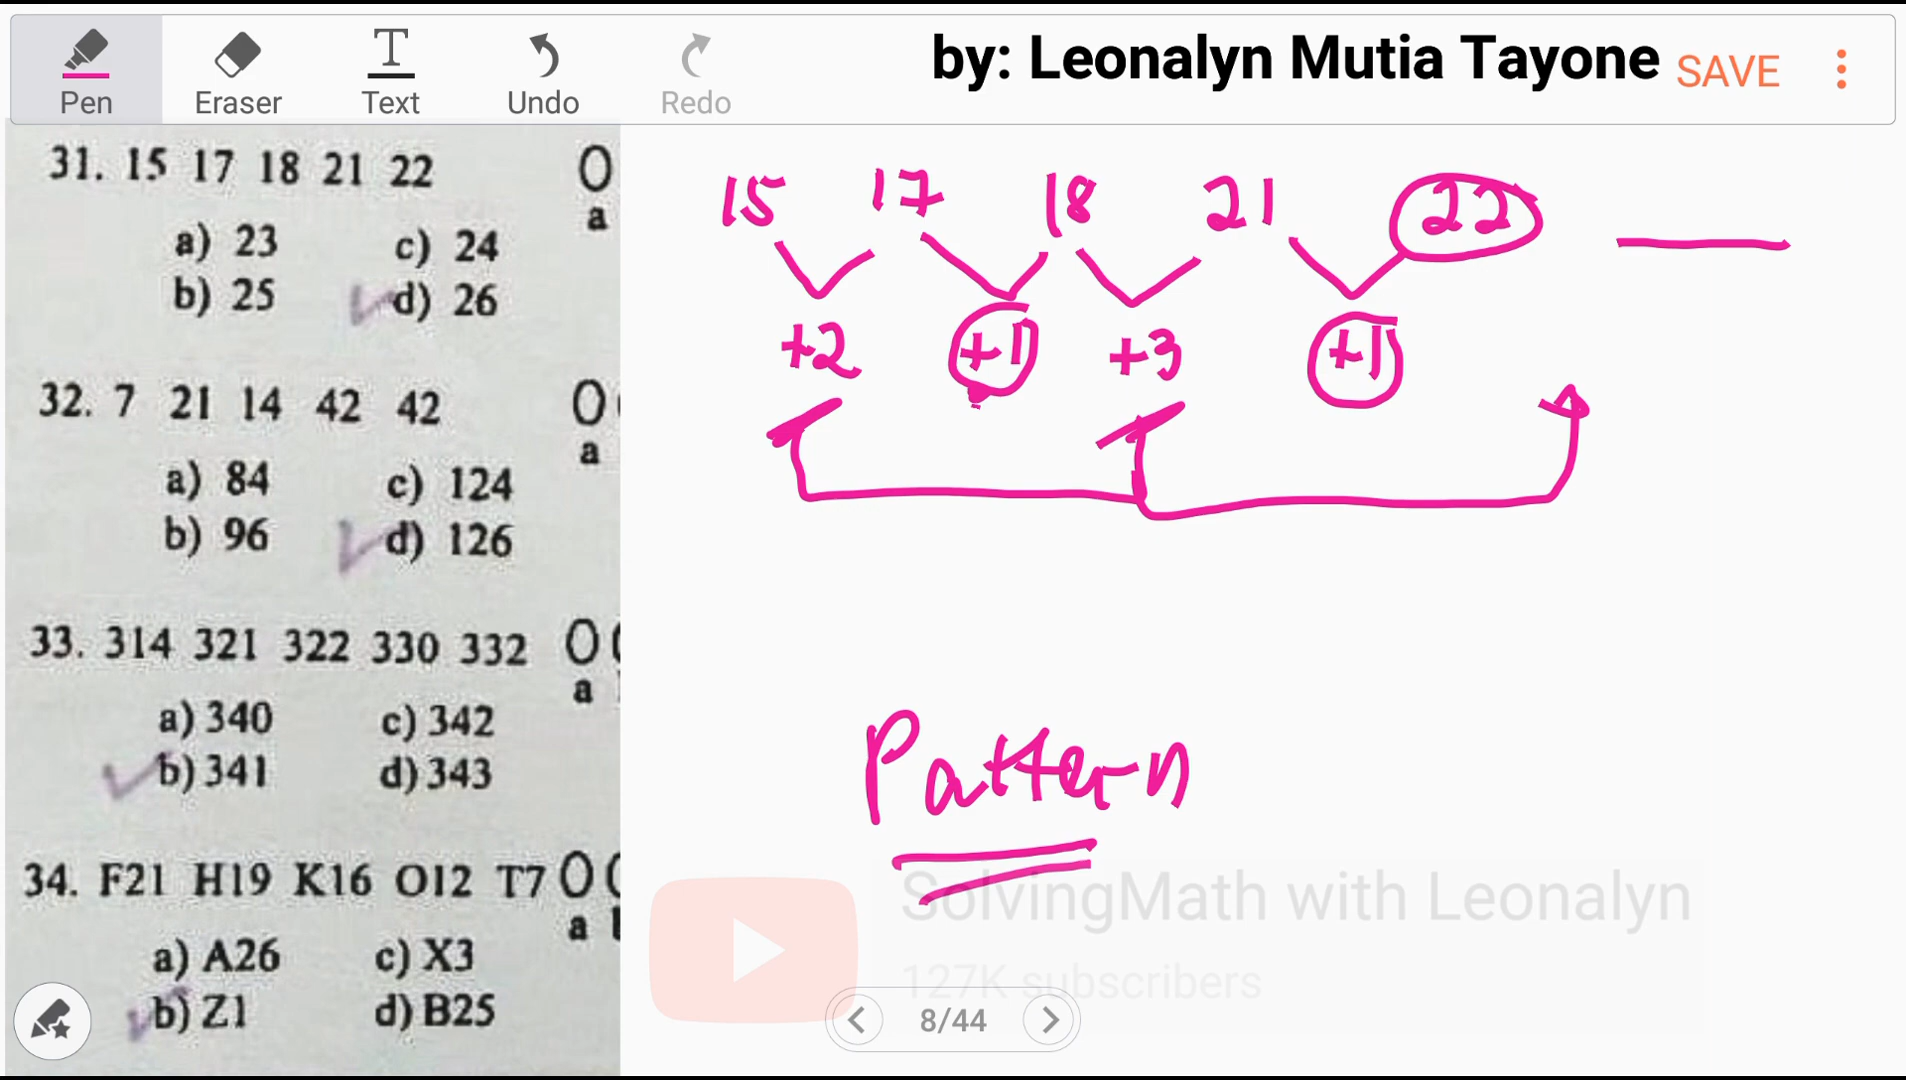 Pen Eraser Text Undo Redo
by: Leonalyn Mutia Tayone
SAVE
31. 15 17 18 21 22
a) 23 c) 24
b) 25 d) 26
O
a
32. 7 21 14 42 42
a) 84 c) 124
b) 96 d) 126
O
a
33. 314 321 322 330 332
a) 340 c) 342
b) 341 d) 343
O
a
34. F21 H19 K16 O12 T7
a) A26 c) X3
b) Z1 d) B25
O
a
15 17 18 21 22
+2 +1 +3 +1
Pattern
SolvingMath with Leonalyn
127K subscribers
8/44